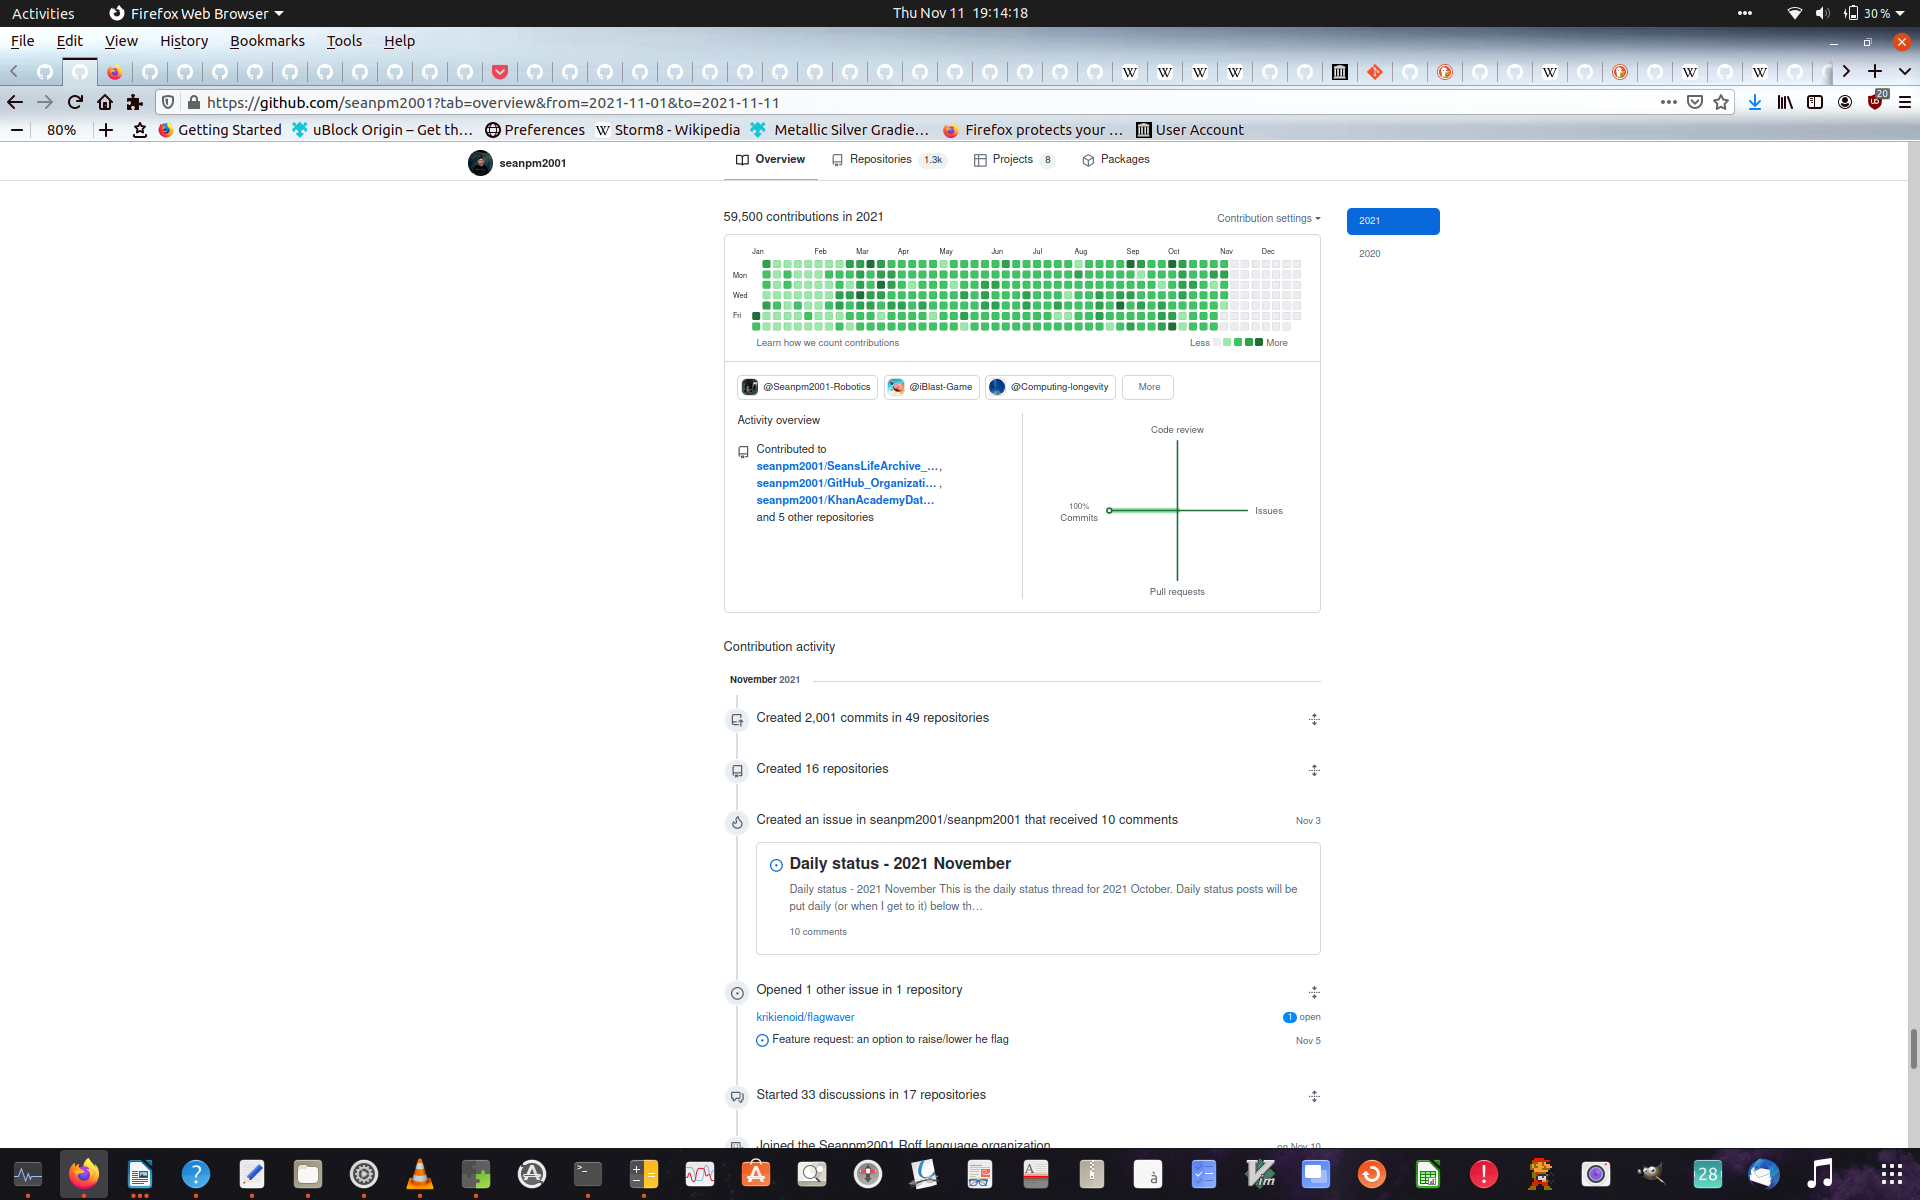 Activities
Firefox Web Browser
Thu Nov 11 19:14:18
30 %
File Edit View History Bookmarks Tools Help
https://github.com/seanpm2001?tab=overview&from=2021-11-01&to=2021-11-11
20
80%
Getting Started
uBlock Origin – Get th…
Preferences
Storm8 - Wikipedia
Metallic Silver Gradie…
Firefox protects your …
User Account
seanpm2001
Overview
Repositories 1.3k
Projects 8
Packages
59,500 contributions in 2021
Contribution settings
2021
2020
Jan Feb Mar Apr May Jun Jul Aug Sep Oct Nov Dec
Mon
Wed
Fri
Learn how we count contributions
Less More
@Seanpm2001-Robotics
@iBlast-Game
@Computing-longevity
More
Activity overview
Contributed to
seanpm2001/SeansLifeArchive_…,
seanpm2001/GitHub_Organizati… ,
seanpm2001/KhanAcademyDat…
and 5 other repositories
Code review
100%
Commits
Issues
Pull requests
Contribution activity
November 2021
Created 2,001 commits in 49 repositories
Created 16 repositories
Created an issue in seanpm2001/seanpm2001 that received 10 comments
Nov 3
Daily status - 2021 November
Daily status - 2021 November This is the daily status thread for 2021 October. Daily status posts will be
put daily (or when I get to it) below th…
10 comments
Opened 1 other issue in 1 repository
krikienoid/flagwaver
1 open
Feature request: an option to raise/lower he flag
Nov 5
Started 33 discussions in 17 repositories
Joined the Seanpm2001 Roff language organization
on Nov 10
28